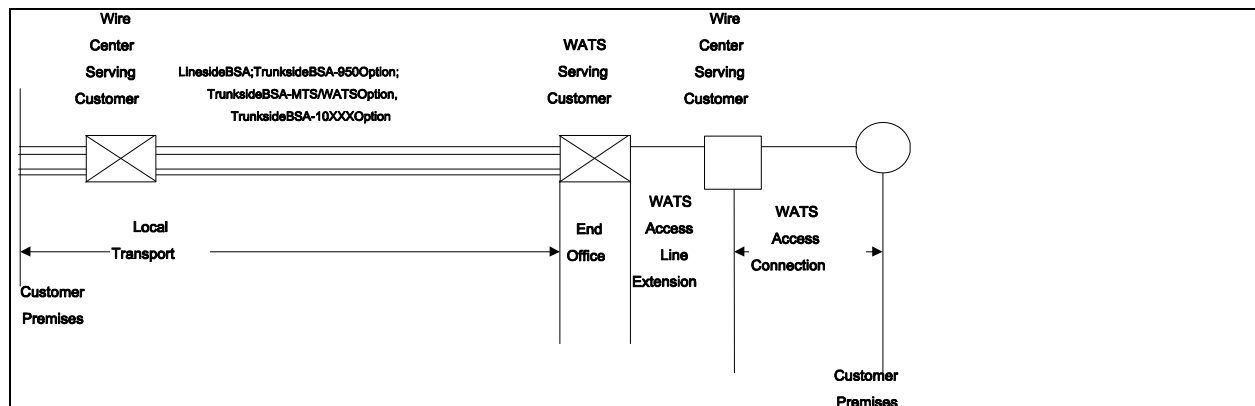 Wire
Center
Serving
Customer
LinesideBSA;TrunksideBSA-950Option;
TrunksideBSA-MTS/WATSOption,
TrunksideBSA-10XXXOption
WATS
Serving
Customer
Wire
Center
Serving
Customer
Local
Transport
End
Office
WATS
Access
Line
Extension
WATS
Access
Connection
Customer
Premises
Customer
Premises